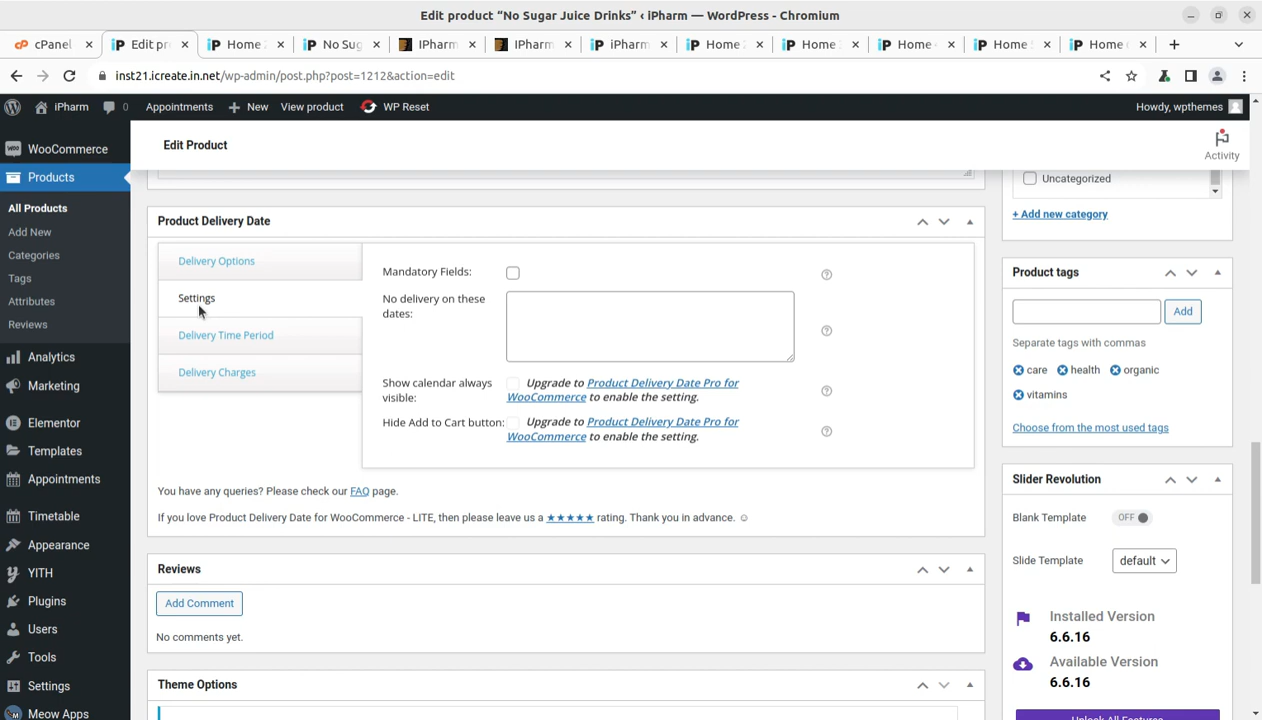 Edit product “No Sugar Juice Drinks” ‹ iPharm — WordPress - Chromium
cPanel
Edit pr
Home
No Sug
IPharm
IPharm
iPharm
Home
Home
Home
Home
Home
inst21.icreate.in.net/wp-admin/post.php?post=1212&action=edit
iPharm
0
Appointments
New
View product
WP Reset
Howdy, wpthemes
WooCommerce
Products
All Products
Add New
Categories
Tags
Attributes
Reviews
Analytics
Marketing
Elementor
Templates
Appointments
Timetable
Appearance
YITH
Plugins
Users
Tools
Settings
Meow Apps
Edit Product
Activity
Product Delivery Date
Delivery Options
Settings
Delivery Time Period
Delivery Charges
Mandatory Fields:
No delivery on these
dates:
Show calendar always
visible:
Upgrade to Product Delivery Date Pro for
WooCommerce to enable the setting.
Hide Add to Cart button:
Upgrade to Product Delivery Date Pro for
WooCommerce to enable the setting.
You have any queries? Please check our FAQ page.
If you love Product Delivery Date for WooCommerce - LITE, then please leave us a ★★★★★ rating. Thank you in advance. ☺
Reviews
Add Comment
No comments yet.
Theme Options
Uncategorized
+ Add new category
Product tags
Add
Separate tags with commas
care
health
organic
vitamins
Choose from the most used tags
Slider Revolution
Blank Template
OFF
Slide Template
default
Installed Version
6.6.16
Available Version
6.6.16
Unlock All Features